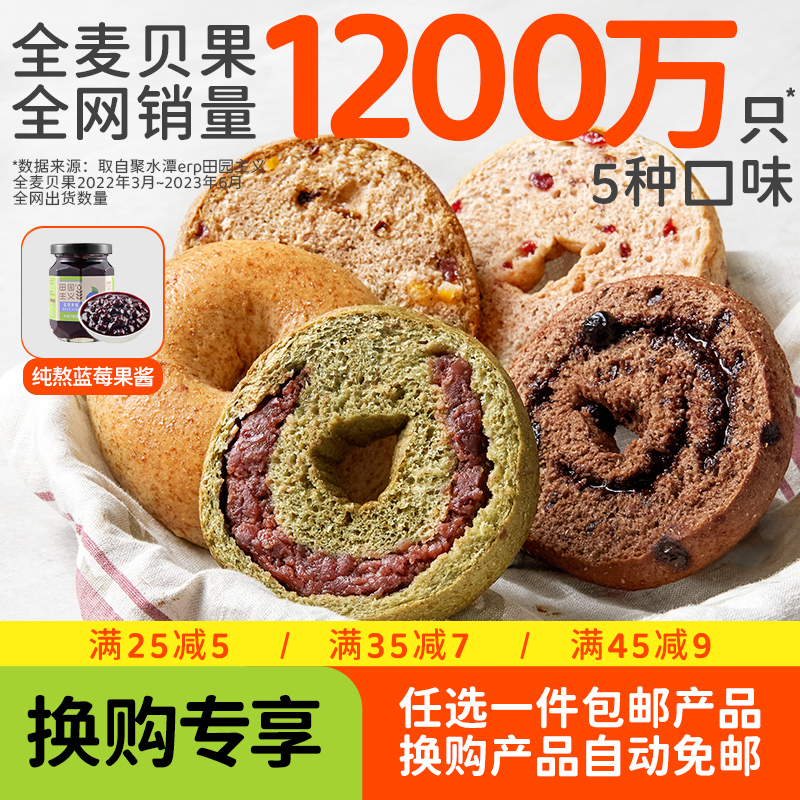 全麦贝果
全网销量
1200万只*
5种口味
*数据来源：取自聚水潭erp田园主义
全麦贝果2022年3月~2023年6月
全网出货数量
田园
主义
纯熬蓝莓果酱
满25减5 / 满35减7 / 满45减9
换购专享
任选一件包邮产品
换购产品自动免邮